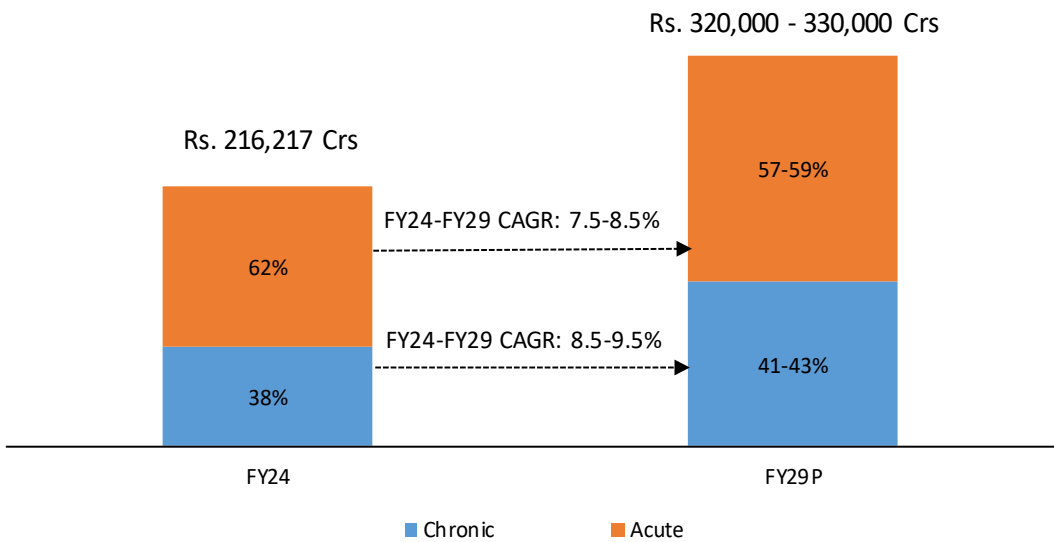 Rs. 320,000 - 330,000 Crs
Rs. 216,217 Crs
57-59%
FY24-FY29 CAGR: 7.5-8.5%
62%
FY24-FY29 CAGR: 8.5-9.5%
41-43%
38%
FY24
FY29P
Chronic
Acute